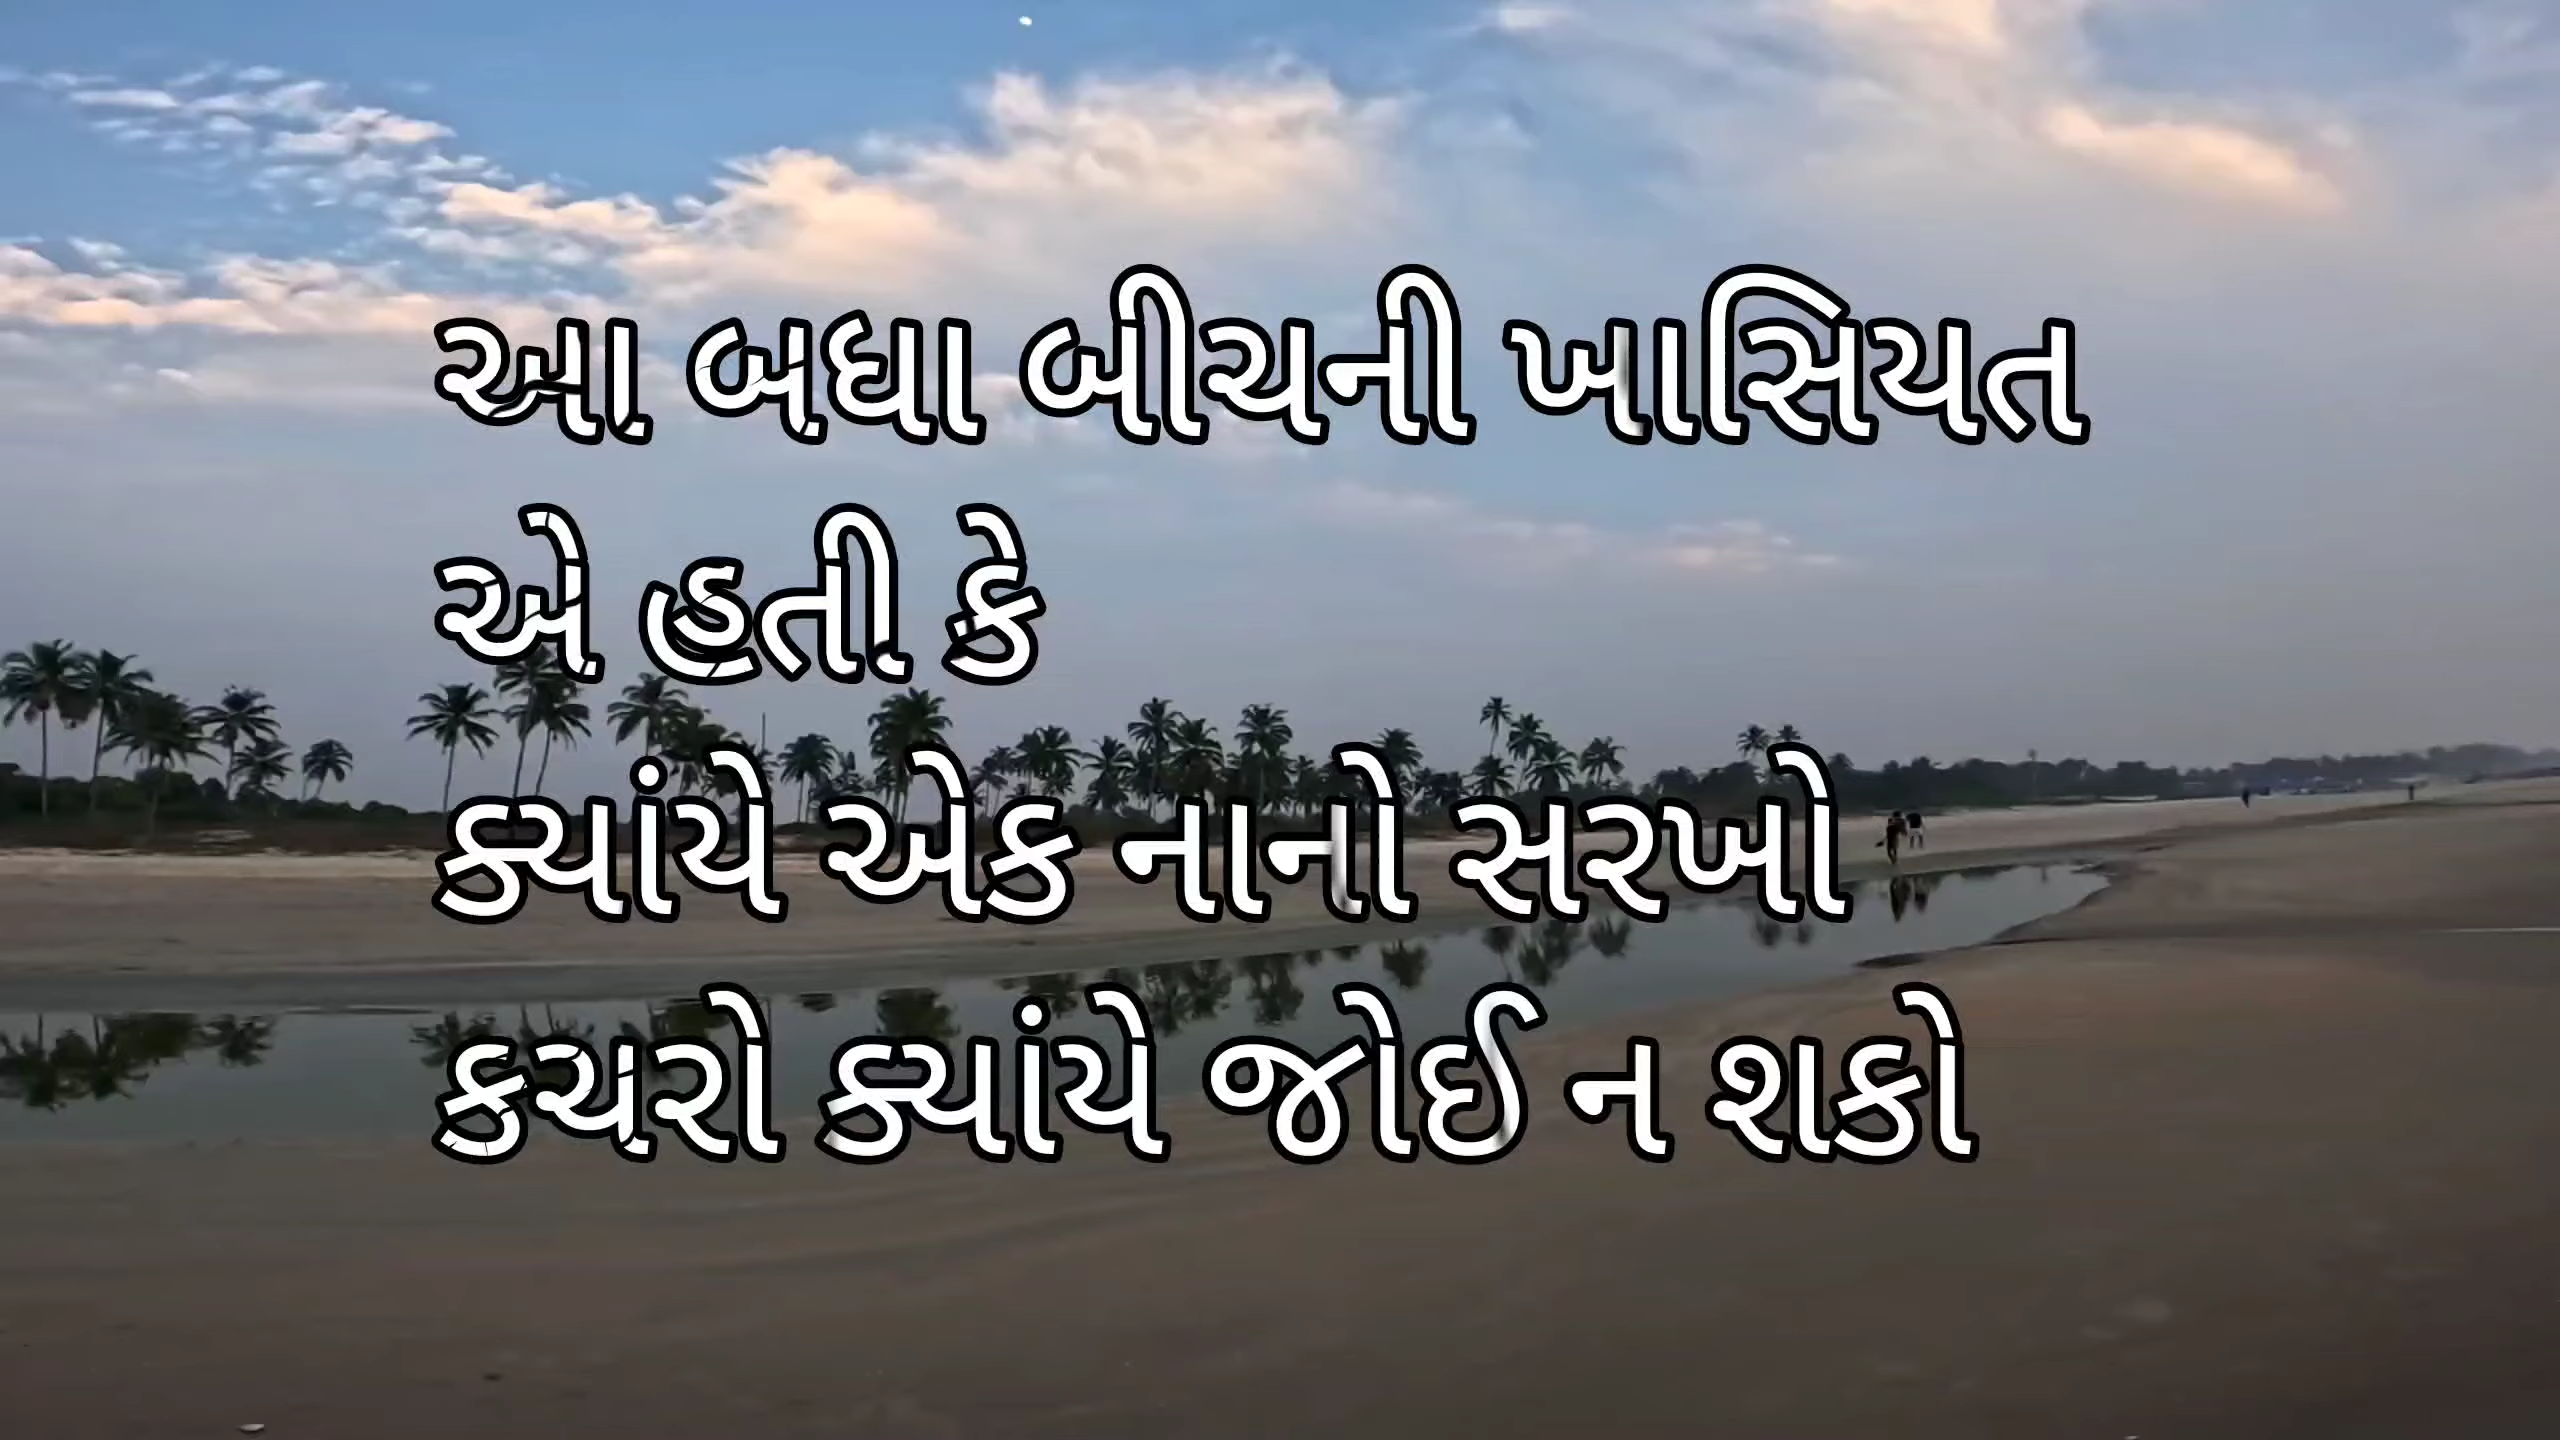 આ બધા બીચની ખાસિયત
એ હતી કે
ક્યાંયે એક નાનો સરખો
કચરો ક્યાંયે જોઈ ન શકો